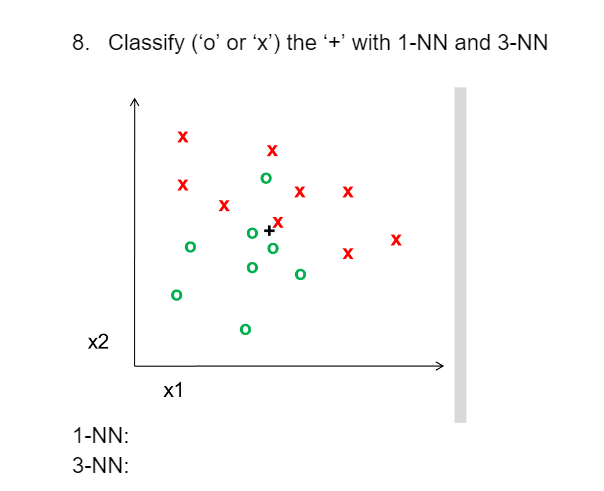 8. Classify (‘o’ or ‘x’) the ‘+’ with 1-NN and 3-NN
x
x
o
x
x
x
x
x
o
+
o
o
x
x
o
o
o
o
x2
x1
1-NN:
3-NN: